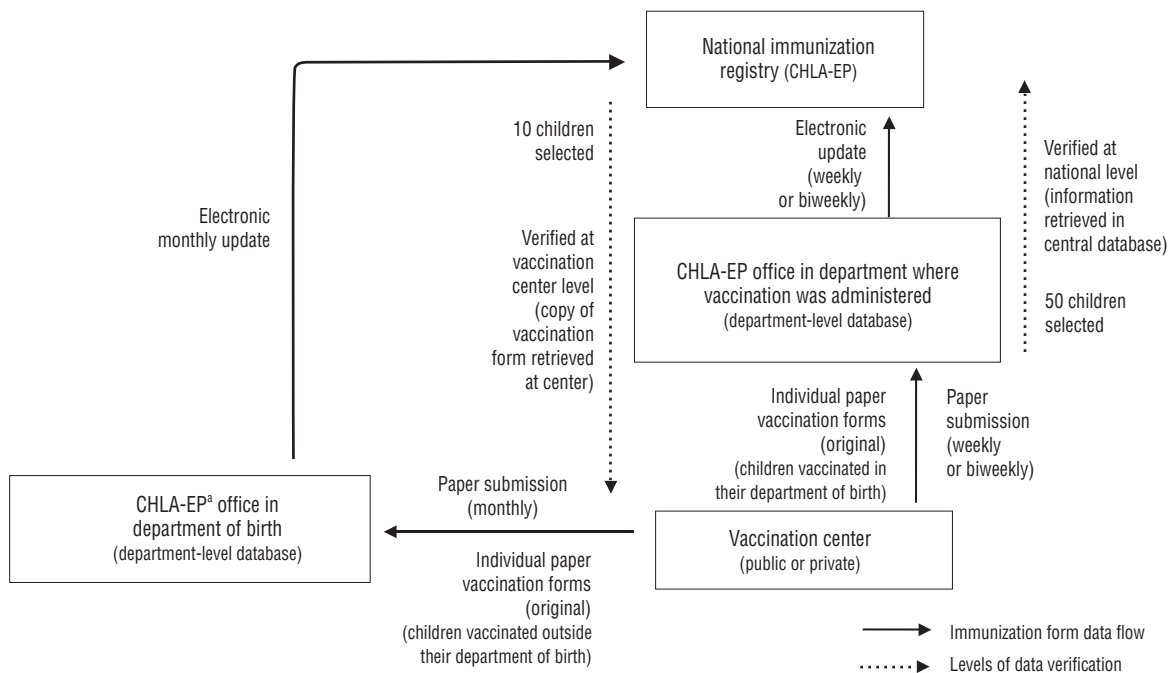 National immunization
registry (CHLA-EP)
10 children
selected
Electronic
update
(weekly
or biweekly)
Verified at
national level
(information
retrieved in
central database)
50 children
selected
Electronic
monthly update
Verified at
vaccination
center level
(copy of
vaccination
form retrieved
at center)
CHLA-EP office in department where
vaccination was administered
(department-level database)
Individual paper
vaccination forms
(original)
(children vaccinated in
their department of birth)
Paper
submission
(weekly
or biweekly)
CHLA-EPᵃ office in
department of birth
(department-level database)
Paper submission
(monthly)
Individual paper
vaccination forms
(original)
(children vaccinated outside
their department of birth)
Vaccination center
(public or private)
Immunization form data flow
Levels of data verification